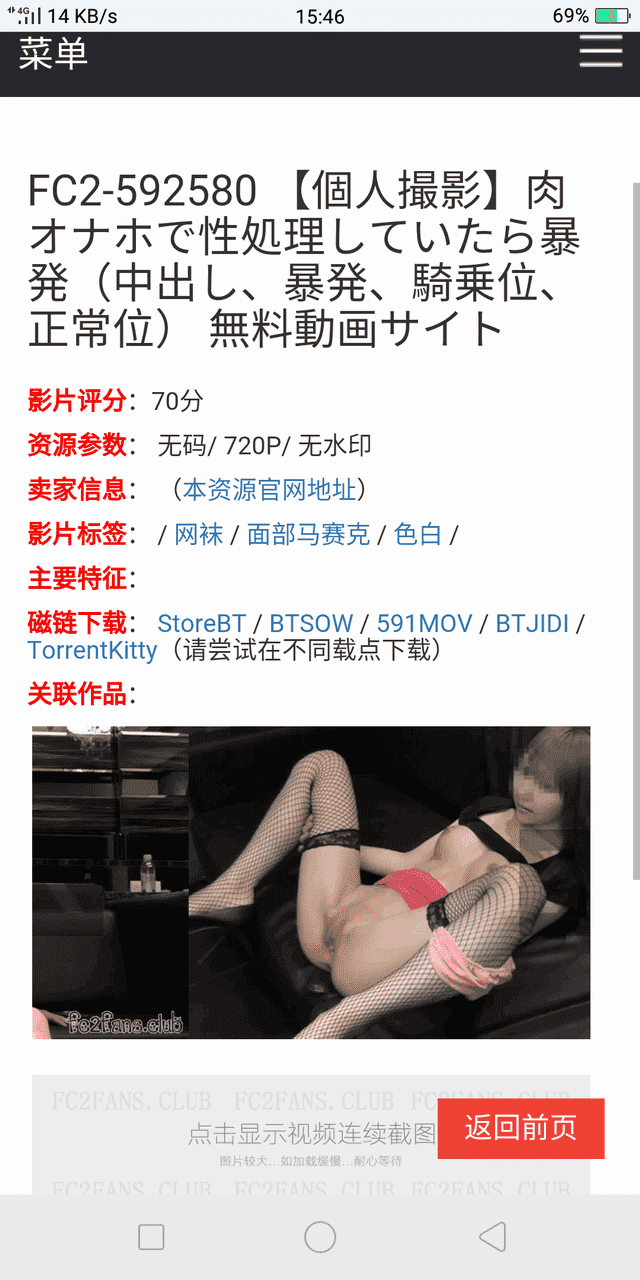 4G 14 KB/s 15:46 69%
菜单
FC2-592580 【個人撮影】肉
オナホで性処理していたら暴
発（中出し、暴発、騎乗位、
正常位） 無料動画サイト
影片评分：70分
资源参数： 无码/ 720P/ 无水印
卖家信息： （本资源官网地址）
影片标签： / 网袜 / 面部马赛克 / 色白 /
主要特征：
磁链下载： StoreBT / BTSOW / 591MOV / BTJIDI /
TorrentKitty（请尝试在不同载点下载）
关联作品：
fc2fans.club
FC2FANS.CLUB FC2FANS.CLUB FC2FANS.CLUB
点击显示视频连续截图
返回前页
图片较大...如加载缓慢...耐心等待
FC2FANS.CLUB FC2FANS.CLUB FC2FANS.CLUB